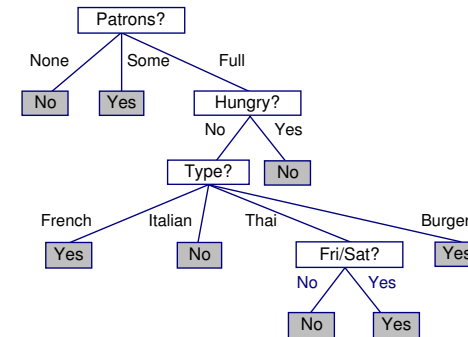 Patrons?
None Some Full
No Yes Hungry?
No Yes
Type? No
French Italian Thai Burger
Yes No Fri/Sat? Yes
No Yes
No Yes